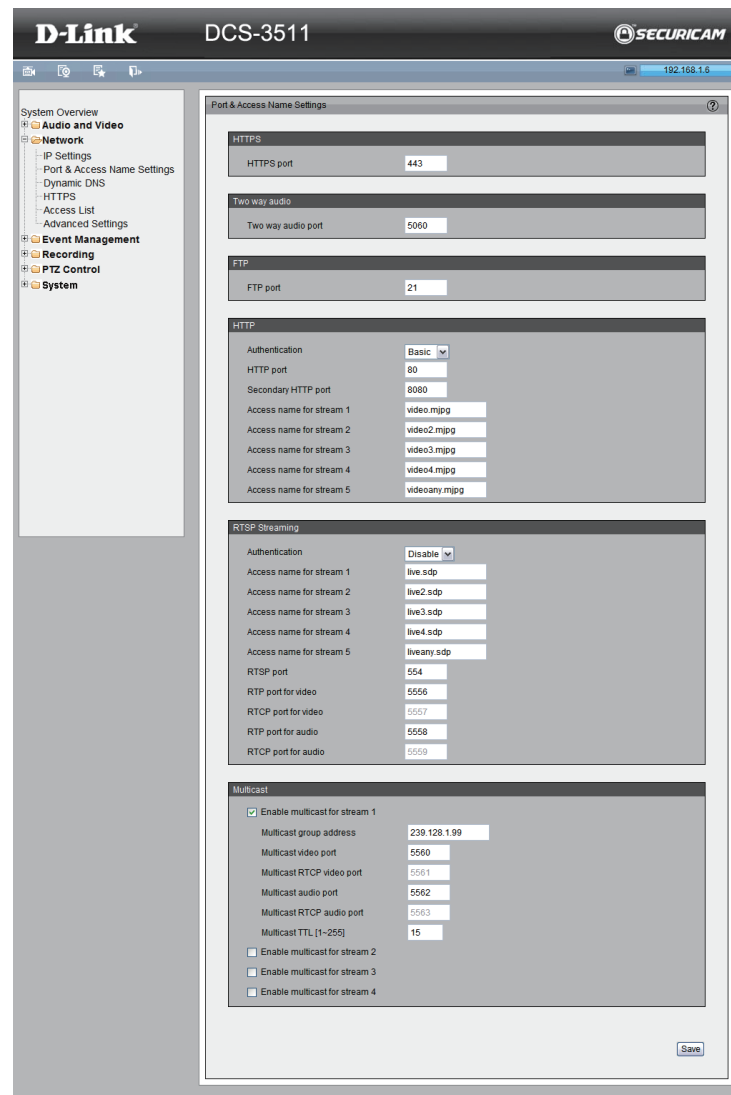 D-Link
DCS-3511
SECURICAM
192.168.1.6
System Overview
Audio and Video
Network
IP Settings
Port & Access Name Settings
Dynamic DNS
HTTPS
Access List
Advanced Settings
Event Management
Recording
PTZ Control
System
Port & Access Name Settings
HTTPS
HTTPS port 443
Two way audio
Two way audio port 5060
FTP
FTP port 21
HTTP
Authentication Basic
HTTP port 80
Secondary HTTP port 8080
Access name for stream 1 video.mjpg
Access name for stream 2 video2.mjpg
Access name for stream 3 video3.mjpg
Access name for stream 4 video4.mjpg
Access name for stream 5 videoany.mjpg
RTSP Streaming
Authentication Disable
Access name for stream 1 live.sdp
Access name for stream 2 live2.sdp
Access name for stream 3 live3.sdp
Access name for stream 4 live4.sdp
Access name for stream 5 liveany.sdp
RTSP port 554
RTP port for video 5556
RTCP port for video 5557
RTP port for audio 5558
RTCP port for audio 5559
Multicast
Enable multicast for stream 1
Multicast group address 239.128.1.99
Multicast video port 5560
Multicast RTCP video port 5561
Multicast audio port 5562
Multicast RTCP audio port 5563
Multicast TTL [1~255] 15
Enable multicast for stream 2
Enable multicast for stream 3
Enable multicast for stream 4
Save